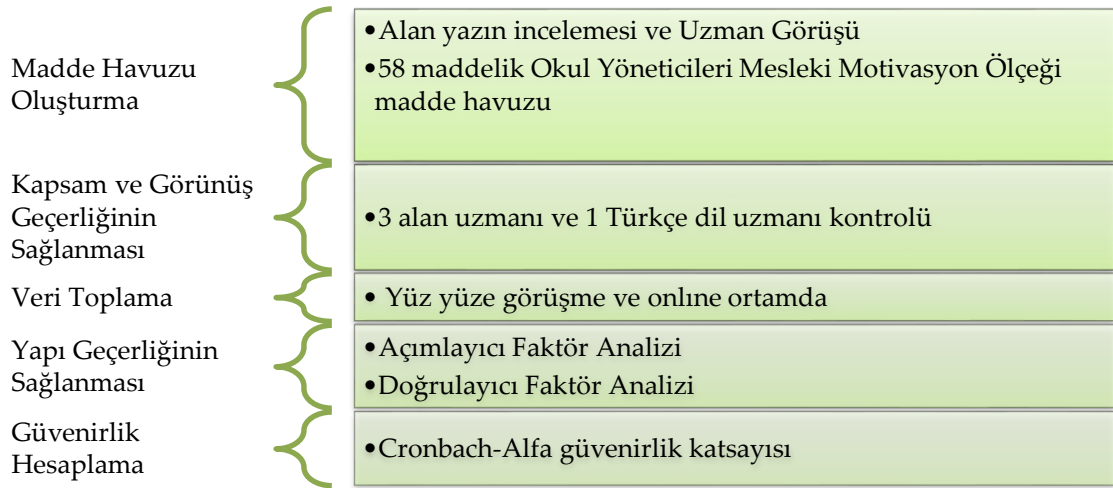 Madde Havuzu
Oluşturma
•Alan yazın incelemesi ve Uzman Görüşü
•58 maddelik Okul Yöneticileri Mesleki Motivasyon Ölçeği
madde havuzu
Kapsam ve Görünüş
Geçerliğinin
Sağlanması
•3 alan uzmanı ve 1 Türkçe dil uzmanı kontrolü
Veri Toplama
• Yüz yüze görüşme ve onlıne ortamda
Yapı Geçerliğinin
Sağlanması
•Açımlayıcı Faktör Analizi
•Doğrulayıcı Faktör Analizi
Güvenirlik
Hesaplama
•Cronbach-Alfa güvenirlik katsayısı